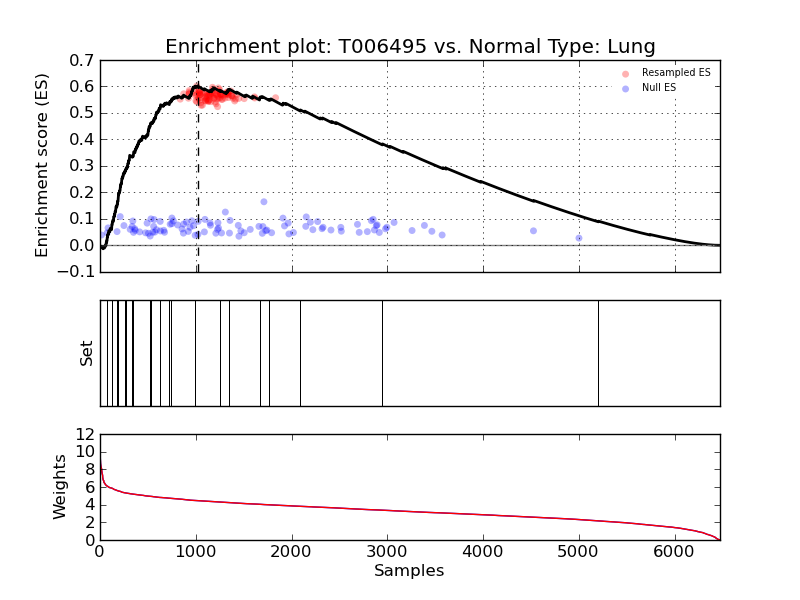 Enrichment plot: T006495 vs. Normal Type: Lung
Enrichment score (ES)
0.7
0.6
0.5
0.4
0.3
0.2
0.1
0.0
−0.1
Resampled ES
Null ES
Set
Weights
12
10
8
6
4
2
0
0 1000 2000 3000 4000 5000 6000
Samples